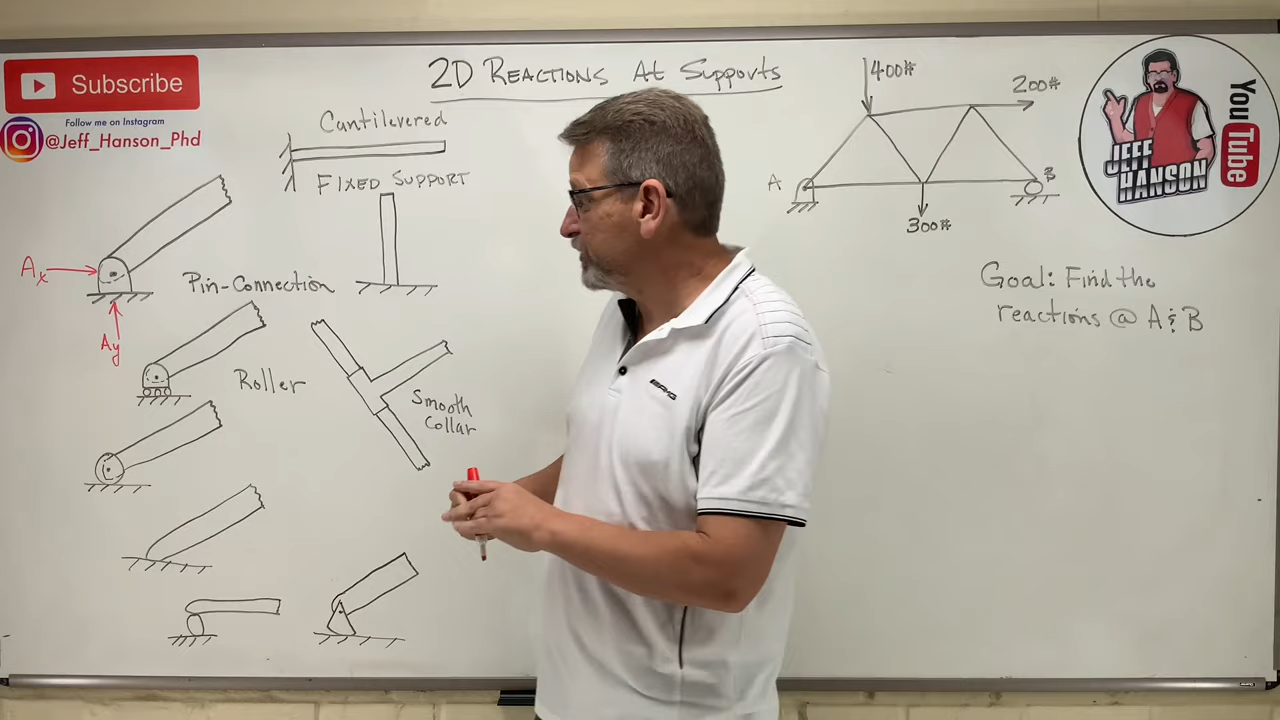 2D REACTIONS At Supports
Subscribe
Follow me on Instagram
@Jeff_Hanson_Phd
Cantilevered
FIXED SUPPORT
Ax
Ay
Pin-Connection
Roller
Smooth
Collar
400#
200#
A
B
300#
Goal: Find the
reactions @ A & B
AMG
JEFF
HANSON
YouTube